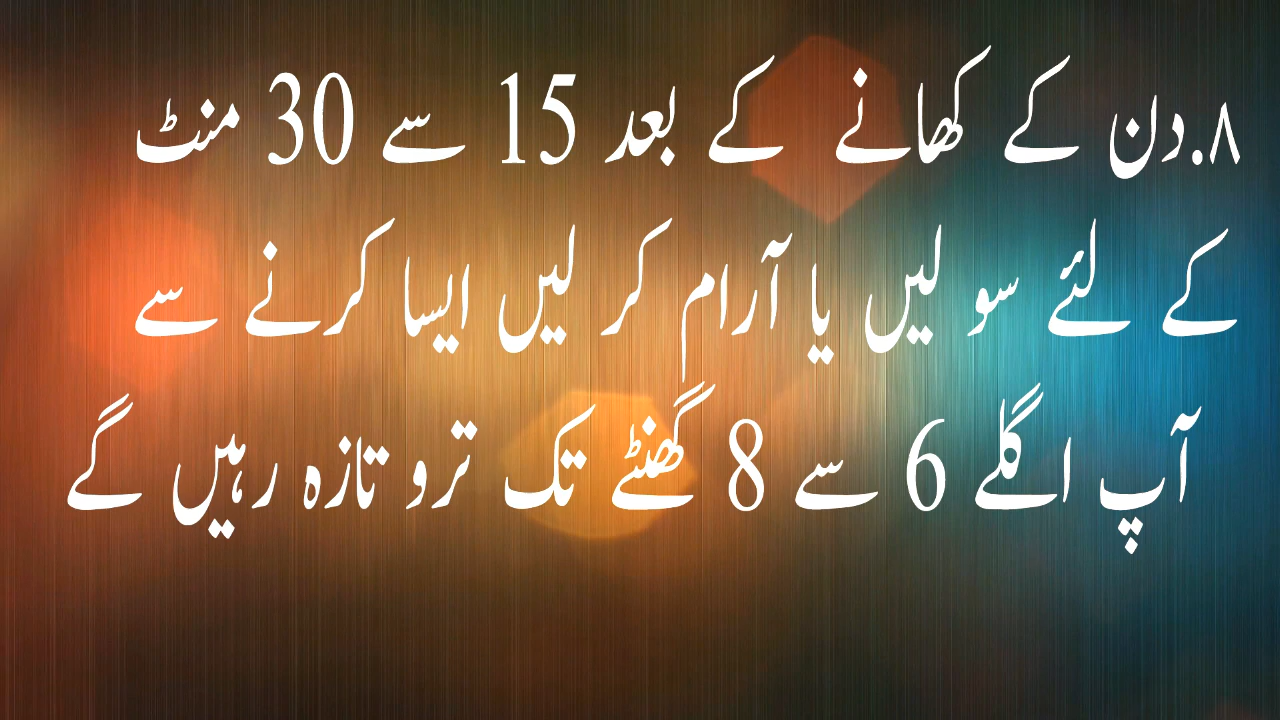 ۸.دن کے کھانے کے بعد 15 سے 30 منٹ
کے لئے سو لیں یا آرام کر لیں ایسا کرنے سے
آپ اگلے 6 سے 8 گھنٹے تک ترو تازہ رہیں گے